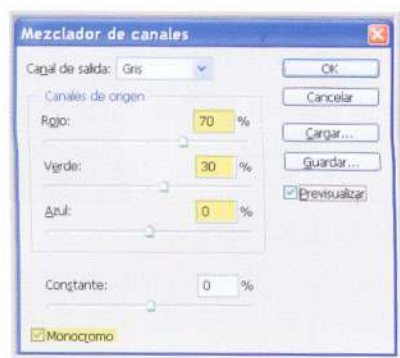 Mezclador de canales
Canal de salida: Gris
OK
Canales de origen
Cancelar
Rojo: 70 %
Cargar...
Verde: 30 %
Guardar...
Previsualizar
Azul: 0 %
Constante: 0 %
Monocromo